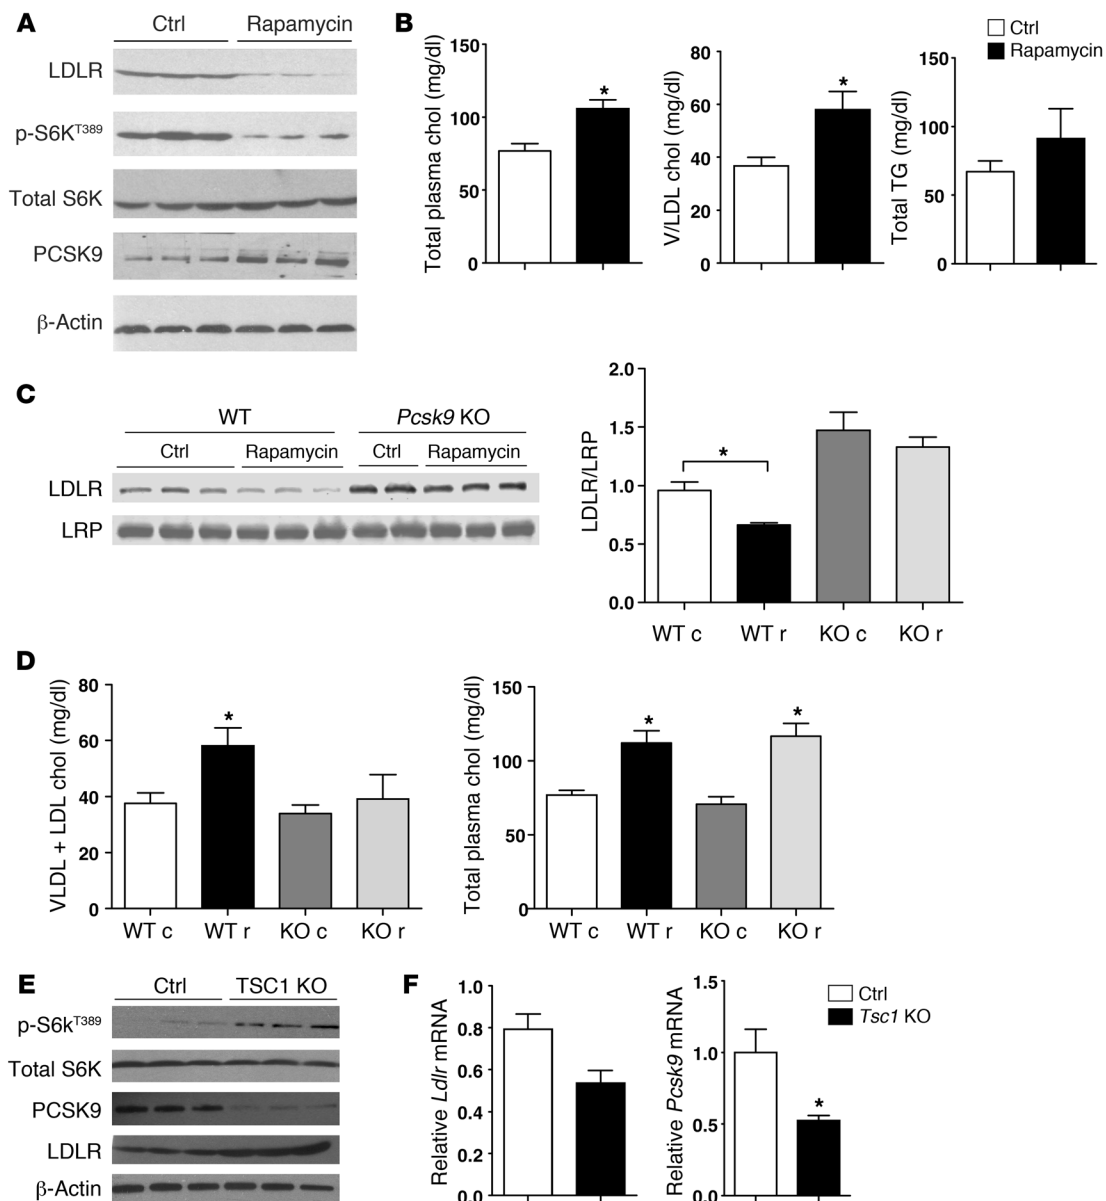 A
Ctrl Rapamycin
LDLR
p-S6K^T389
Total S6K
PCSK9
β-Actin
B
Ctrl
Rapamycin
Total plasma chol (mg/dl)
150
100
50
0
*
V/LDL chol (mg/dl)
80
60
40
20
0
*
Total TG (mg/dl)
150
100
50
0
C
WT Pcsk9 KO
Ctrl Rapamycin Ctrl Rapamycin
LDLR
LRP
LDLR/LRP
2.0
1.5
1.0
0.5
0.0
*
WT c WT r KO c KO r
D
VLDL + LDL chol (mg/dl)
80
60
40
20
0
*
WT c WT r KO c KO r
Total plasma chol (mg/dl)
150
100
50
0
* *
WT c WT r KO c KO r
E
Ctrl TSC1 KO
p-S6k^T389
Total S6K
PCSK9
LDLR
β-Actin
F
Relative Ldlr mRNA
1.0
0.8
0.6
0.4
0.2
0.0
Relative Pcsk9 mRNA
1.5
1.0
0.5
0.0
*
Ctrl
Tsc1 KO